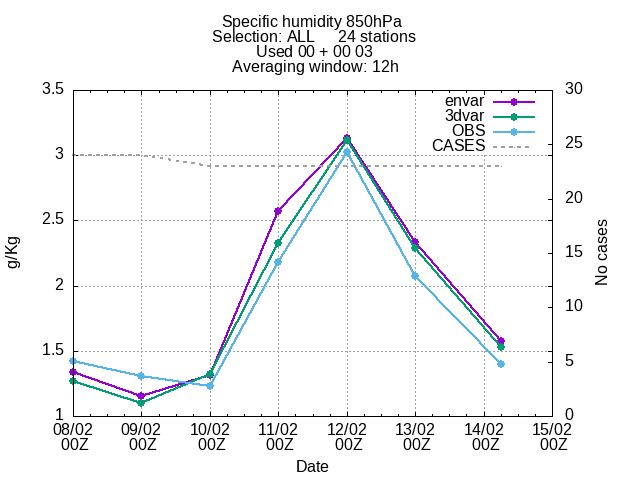 Specific humidity 850hPa
Selection: ALL 24 stations
Used 00 + 00 03
Averaging window: 12h
envar
3dvar
OBS
CASES
3.5
3
2.5
2
1.5
1
g/Kg
30
25
20
15
10
5
0
No cases
08/02 09/02 10/02 11/02 12/02 13/02 14/02 15/02
00Z 00Z 00Z 00Z 00Z 00Z 00Z 00Z
Date